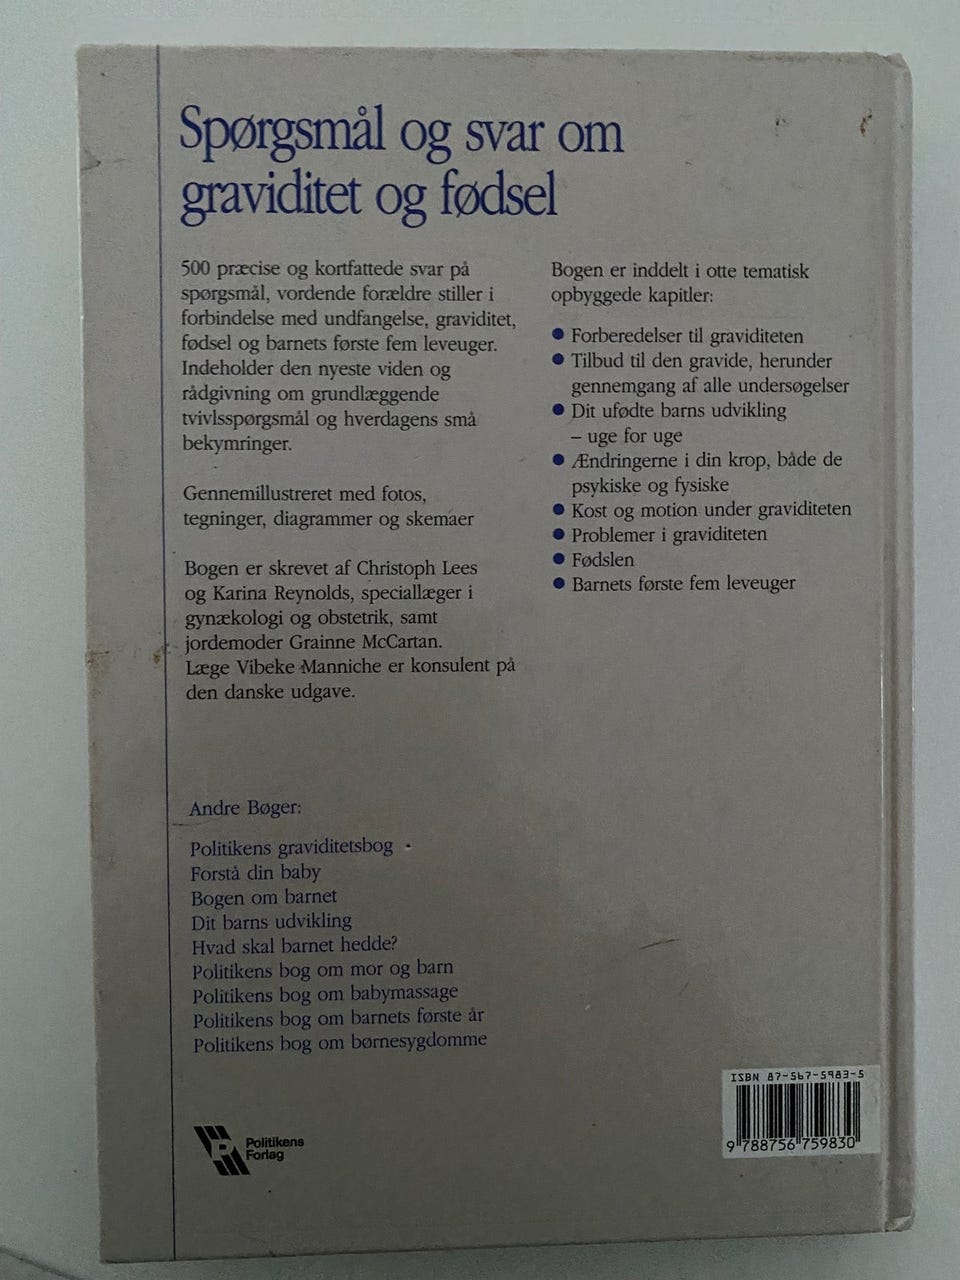 Spørgsmål og svar om
graviditet og fødsel
500 præcise og kortfattede svar på
spørgsmål, vordende forældre stiller i
forbindelse med undfangelse, graviditet,
fødsel og barnets første fem leveuger.
Indeholder den nyeste viden og
rådgivning om grundlæggende
tvivlsspørgsmål og hverdagens små
bekymringer.
Gennemillustreret med fotos,
tegninger, diagrammer og skemaer
Bogen er skrevet af Christoph Lees
og Karina Reynolds, speciallæger i
gynækologi og obstetrik, samt
jordemoder Grainne McCartan.
Læge Vibeke Manniche er konsulent på
den danske udgave.
Bogen er inddelt i otte tematisk
opbyggede kapitler:
● Forberedelser til graviditeten
● Tilbud til den gravide, herunder
gennemgang af alle undersøgelser
● Dit ufødte barns udvikling
– uge for uge
● Ændringerne i din krop, både de
psykiske og fysiske
● Kost og motion under graviditeten
● Problemer i graviditeten
● Fødslen
● Barnets første fem leveuger
Andre Bøger:
Politikens graviditetsbog
Forstå din baby
Bogen om barnet
Dit barns udvikling
Hvad skal barnet hedde?
Politikens bog om mor og barn
Politikens bog om babymassage
Politikens bog om barnets første år
Politikens bog om børnesygdomme
P Politikens
Forlag
ISBN 87-567-5983-5
9 788756 759830